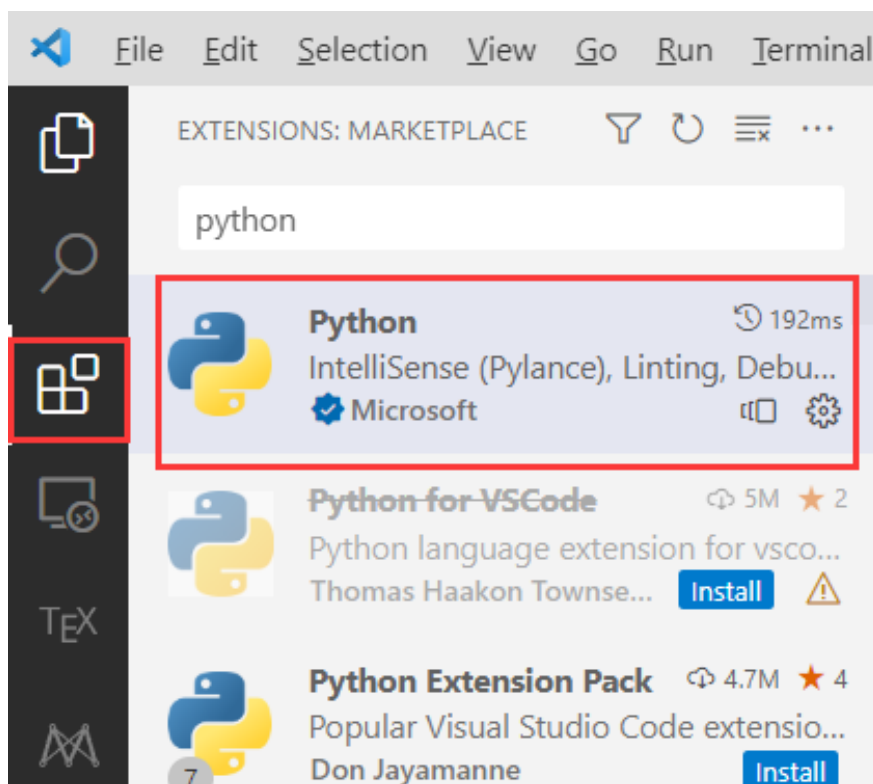 File Edit Selection View Go Run Terminal
EXTENSIONS: MARKETPLACE
python
Python 192ms
IntelliSense (Pylance), Linting, Debu...
Microsoft
Python for VSCode 5M 2
Python language extension for vsco...
Thomas Haakon Townse... Install
TEX
Python Extension Pack 4.7M 4
Popular Visual Studio Code extensio...
7
Don Jayamanne Install